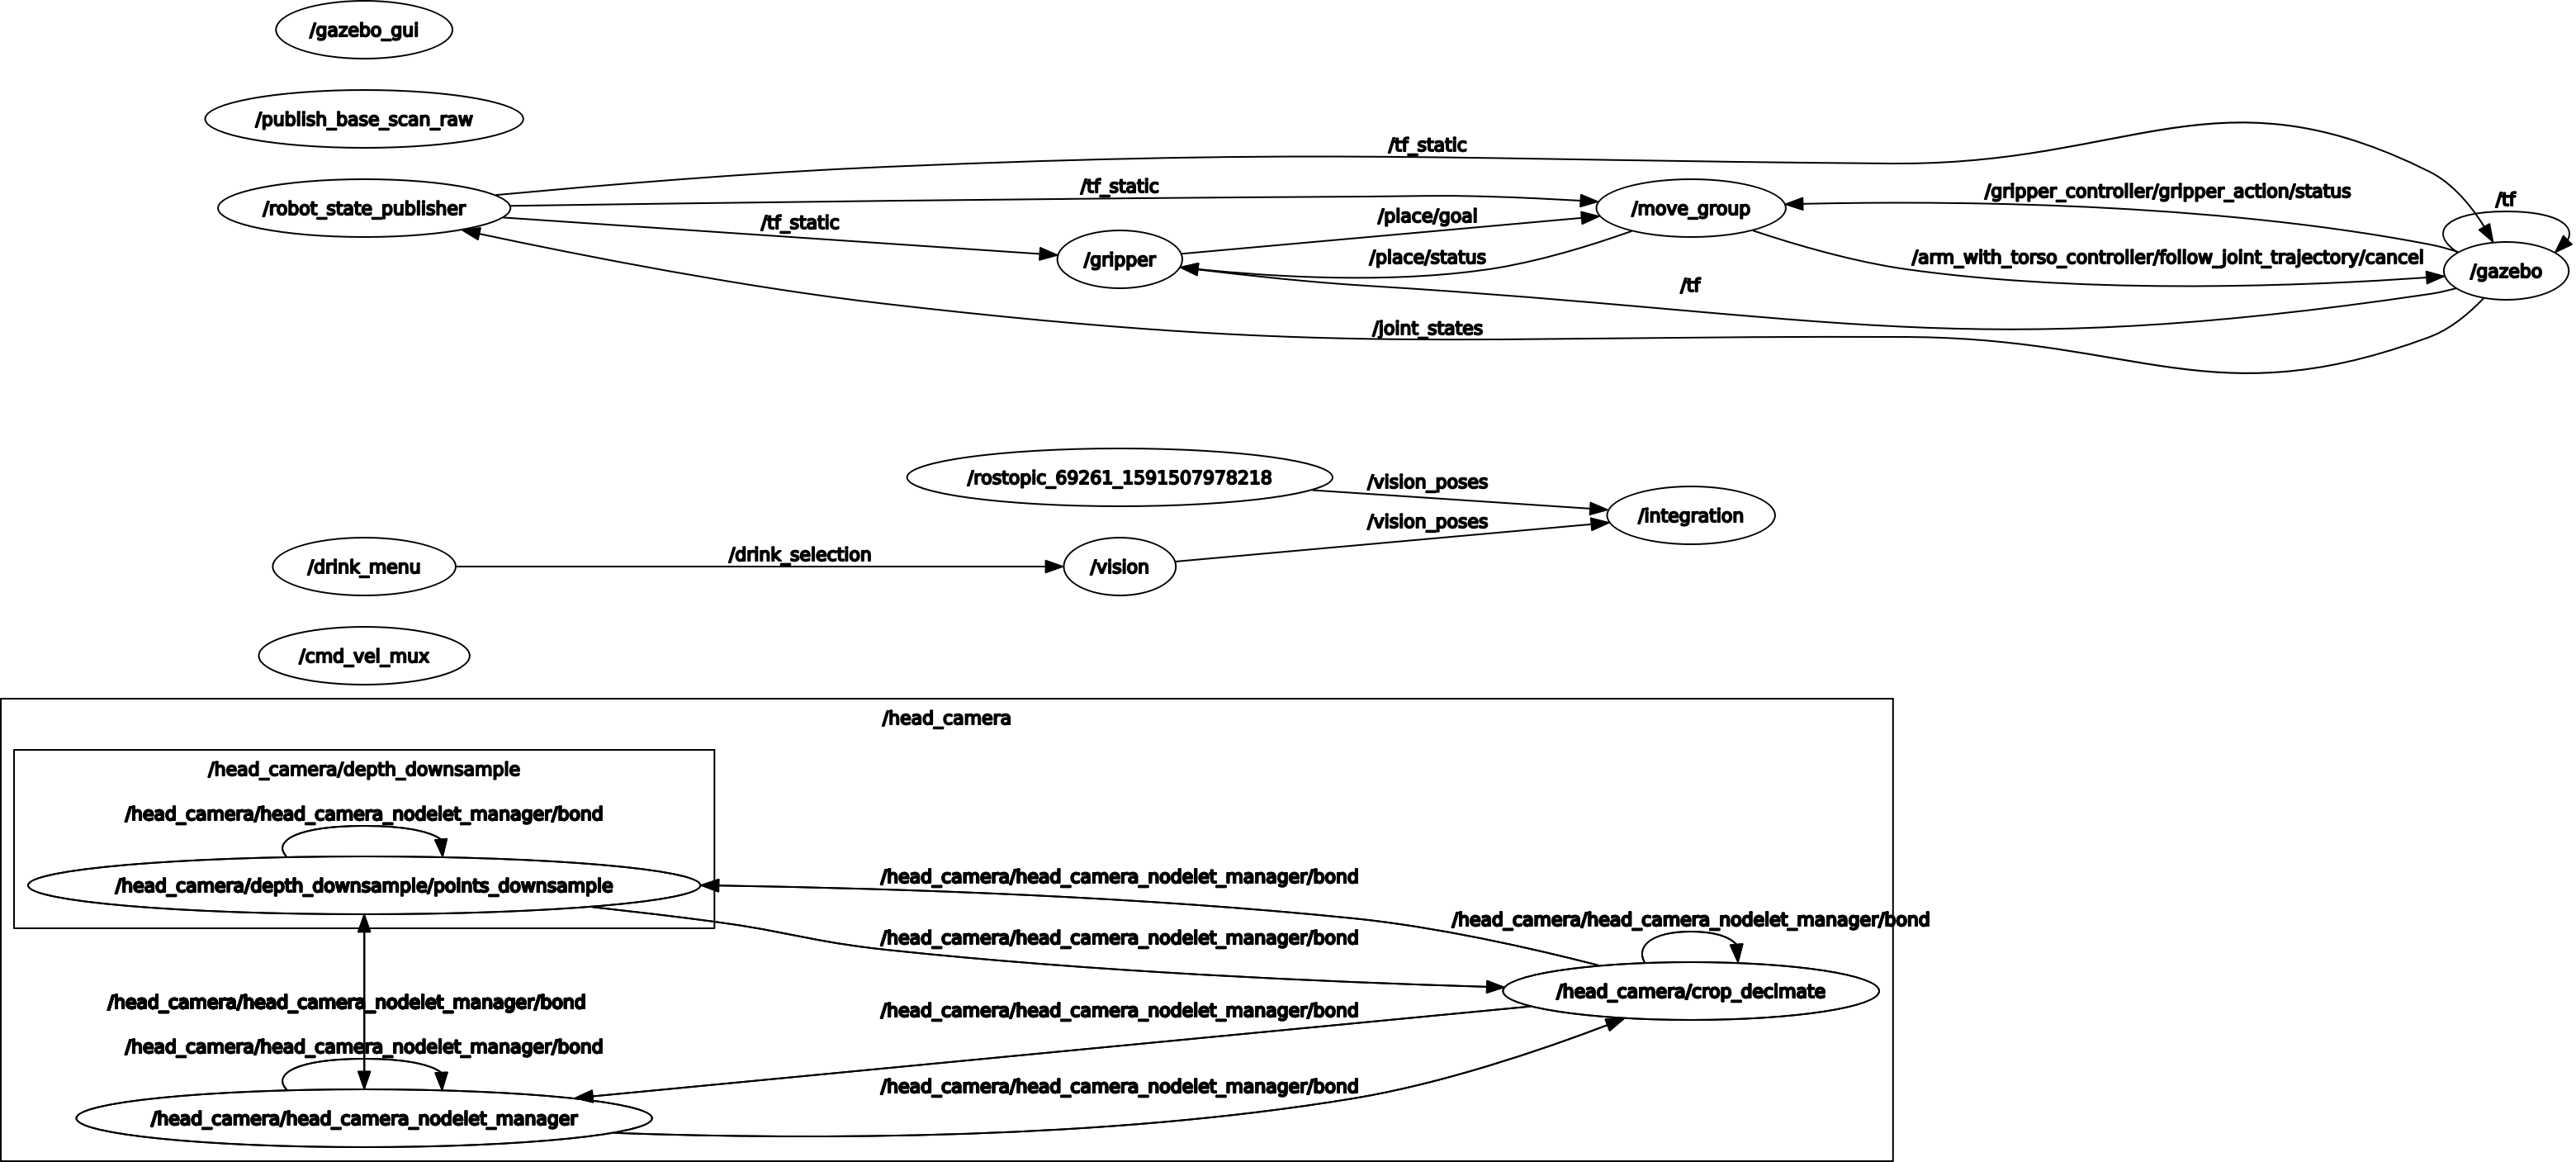 /gazebo_gui
/publish_base_scan_raw
/tf_static
/tf_static
/gripper_controller/gripper_action/status
/tf
/robot_state_publisher
/move_group
/tf_static
/place/goal
/gripper
/place/status
/arm_with_torso_controller/follow_joint_trajectory/cancel
/gazebo
/tf
/joint_states
/rostopic_69261_1591507978218
/vision_poses
/integration
/vision_poses
/drink_menu
/drink_selection
/vision
/cmd_vel_mux
/head_camera
/head_camera/depth_downsample
/head_camera/head_camera_nodelet_manager/bond
/head_camera/depth_downsample/points_downsample
/head_camera/head_camera_nodelet_manager/bond
/head_camera/head_camera_nodelet_manager/bond
/head_camera/head_camera_nodelet_manager/bond
/head_camera/crop_decimate
/head_camera/head_camera_nodelet_manager/bond
/head_camera/head_camera_nodelet_manager/bond
/head_camera/head_camera_nodelet_manager/bond
/head_camera/head_camera_nodelet_manager/bond
/head_camera/head_camera_nodelet_manager